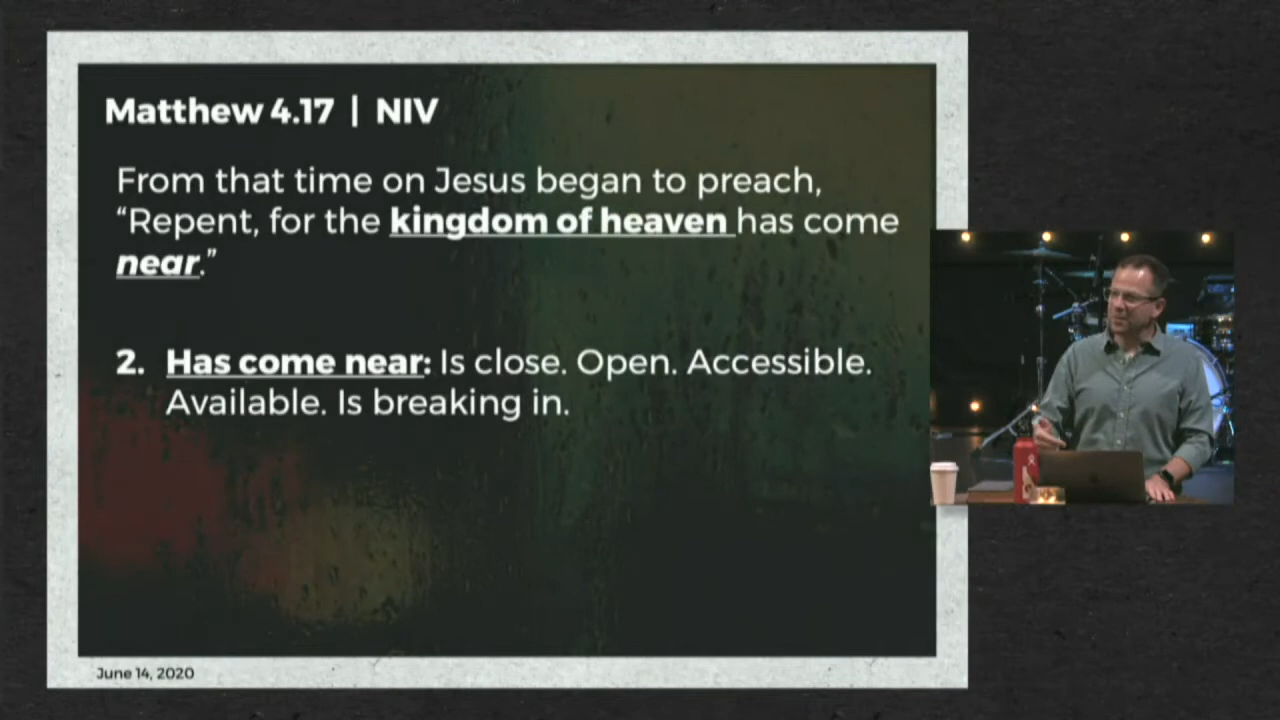 Matthew 4.17 | NIV
From that time on Jesus began to preach,
“Repent, for the kingdom of heaven has come
near.”
2. Has come near: Is close. Open. Accessible.
Available. Is breaking in.
June 14, 2020